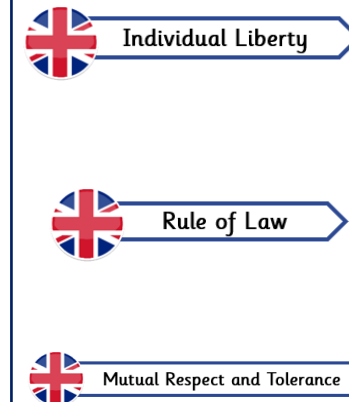 Individual Liberty
Rule of Law
Mutual Respect and Tolerance